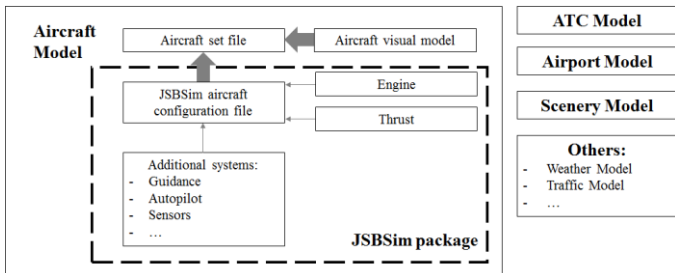 Aircraft
Model
Aircraft set file
Aircraft visual model
JSBSim aircraft
configuration file
Engine
Thrust
Additional systems:
- Guidance
- Autopilot
- Sensors
- ...
JSBSim package
ATC Model
Airport Model
Scenery Model
Others:
- Weather Model
- Traffic Model
- ...